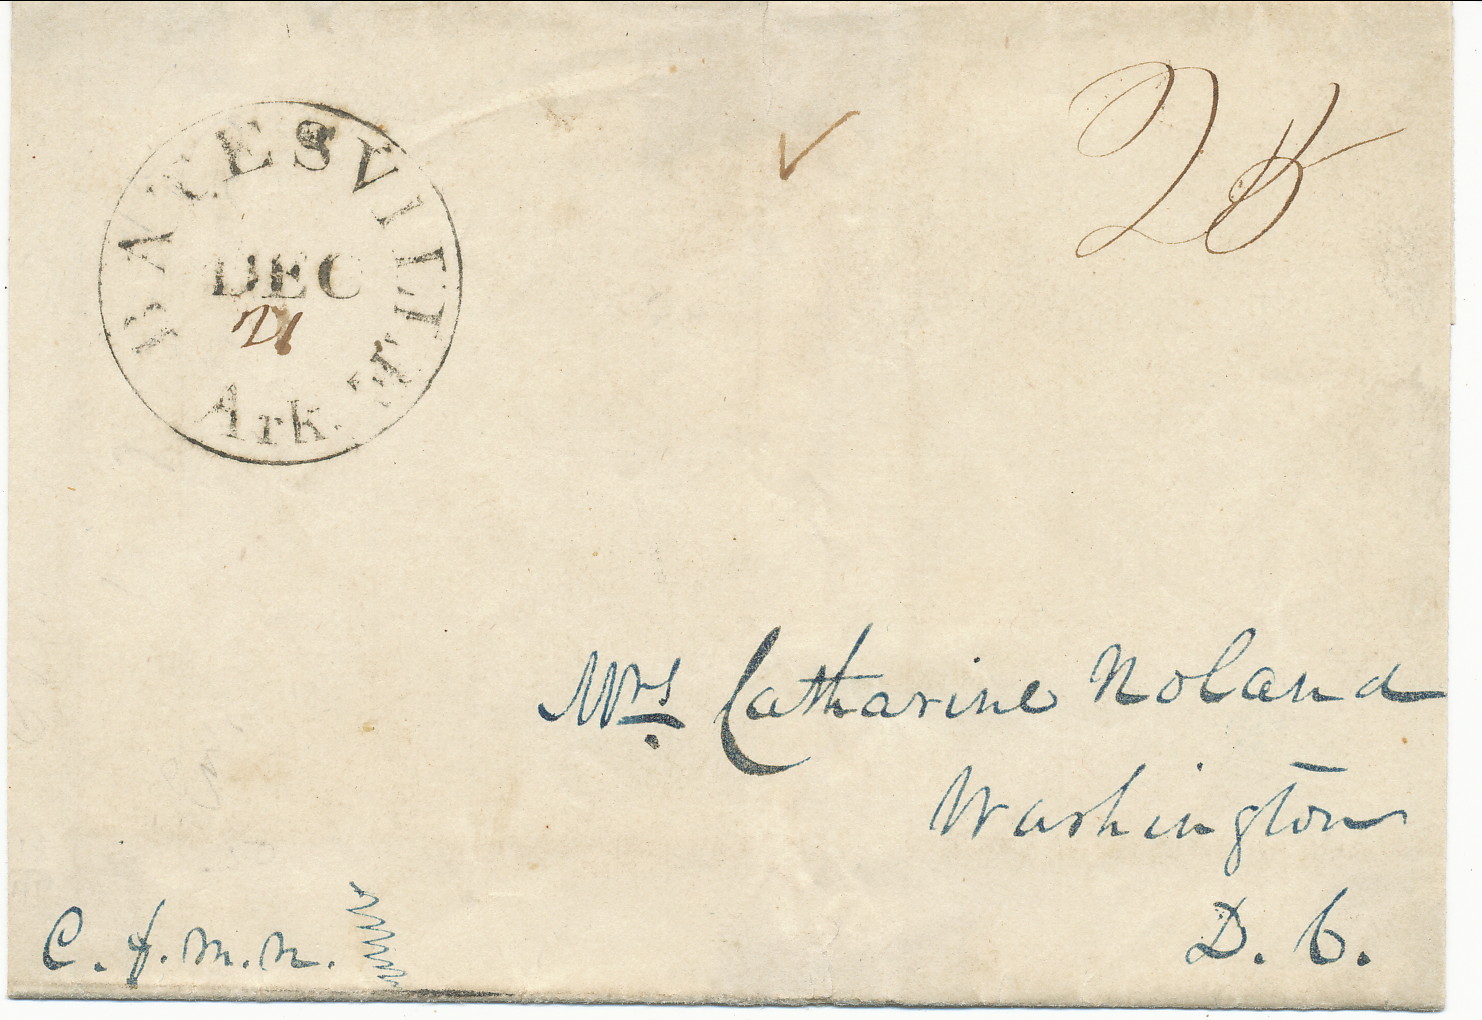 BATESVILLE
DEC
21
Ark.
25
Mrs. Catharine Noland
Washington
D. C.
C. f. m. n.